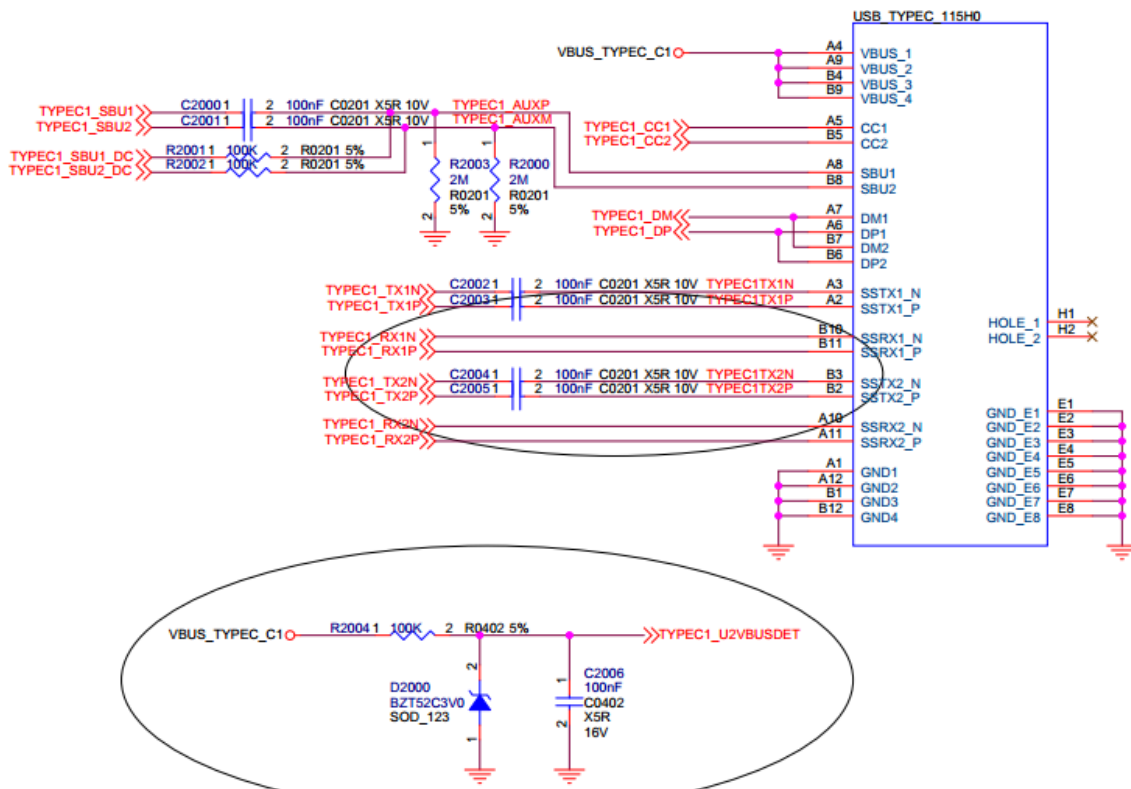 USB_TYPEC_115H0
VBUS_TYPEC_C1
A4 VBUS_1
A9 VBUS_2
B4 VBUS_3
B9 VBUS_4
TYPEC1_SBU1 C2000 1 2 100nF C0201 X5R 10V TYPEC1_AUXP
TYPEC1_SBU2 C2001 1 2 100nF C0201 X5R 10V TYPEC1_AUXM
TYPEC1_CC1 A5 CC1
TYPEC1_CC2 B5 CC2
TYPEC1_SBU1_DC R2001 1 100K 2 R0201 5%
TYPEC1_SBU2_DC R2002 1 100K 2 R0201 5%
A8 SBU1
B8 SBU2
1 R2003 2M R0201 5% 2
1 R2000 2M R0201 5% 2
TYPEC1_DM A7 DM1
TYPEC1_DP A6 DP1
B7 DM2
B6 DP2
TYPEC1_TX1N C2002 1 2 100nF C0201 X5R 10V TYPEC1TX1N A3 SSTX1_N
TYPEC1_TX1P C2003 1 2 100nF C0201 X5R 10V TYPEC1TX1P A2 SSTX1_P
TYPEC1_RX1N B10 SSRX1_N
TYPEC1_RX1P B11 SSRX1_P
HOLE_1 H1
HOLE_2 H2
TYPEC1_TX2N C2004 1 2 100nF C0201 X5R 10V TYPEC1TX2N B3 SSTX2_N
TYPEC1_TX2P C2005 1 2 100nF C0201 X5R 10V TYPEC1TX2P B2 SSTX2_P
TYPEC1_RX2N A10 SSRX2_N
TYPEC1_RX2P A11 SSRX2_P
GND_E1 E1
GND_E2 E2
GND_E3 E3
GND_E4 E4
GND_E5 E5
GND_E6 E6
GND_E7 E7
GND_E8 E8
A1 GND1
A12 GND2
B1 GND3
B12 GND4
VBUS_TYPEC_C1 R2004 1 100K 2 R0402 5% TYPEC1_U2VBUSDET
2
D2000
BZT52C3V0
SOD_123
1
1
C2006
100nF
C0402
X5R
16V
2